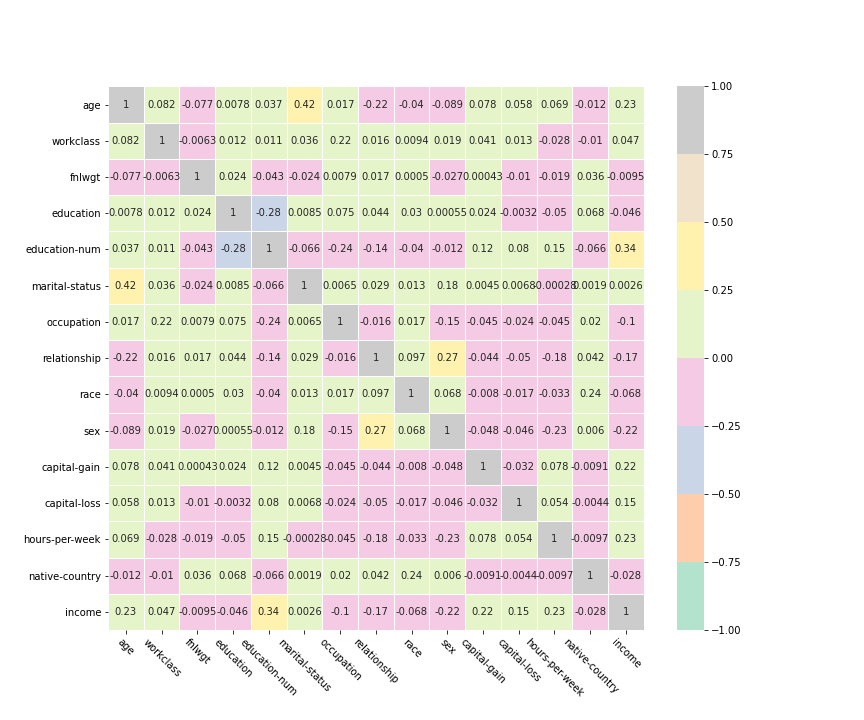 age 1 0.082 -0.077 0.0078 0.037 0.42 0.017 -0.22 -0.04 -0.089 0.078 0.058 0.069 -0.012 0.23
workclass 0.082 1 -0.0063 0.012 0.011 0.036 0.22 0.016 0.0094 0.019 0.041 0.013 -0.028 -0.01 0.047
fnlwgt -0.077 -0.0063 1 0.024 -0.043 -0.024 0.0079 0.017 0.0005 -0.027 0.00043 -0.01 -0.019 0.036 -0.0095
education 0.0078 0.012 0.024 1 -0.28 0.0085 0.075 0.044 0.03 0.00055 0.024 -0.0032 -0.05 0.068 -0.046
education-num 0.037 0.011 -0.043 -0.28 1 -0.066 -0.24 -0.14 -0.04 -0.012 0.12 0.08 0.15 -0.066 0.34
marital-status 0.42 0.036 -0.024 0.0085 -0.066 1 0.0065 0.029 0.013 0.18 0.0045 0.0068 -0.00028 0.0019 0.0026
occupation 0.017 0.22 0.0079 0.075 -0.24 0.0065 1 -0.016 0.017 -0.15 -0.045 -0.024 -0.045 0.02 -0.1
relationship -0.22 0.016 0.017 0.044 -0.14 0.029 -0.016 1 0.097 0.27 -0.044 -0.05 -0.18 0.042 -0.17
race -0.04 0.0094 0.0005 0.03 -0.04 0.013 0.017 0.097 1 0.068 -0.008 -0.017 -0.033 0.24 -0.068
sex -0.089 0.019 -0.027 0.00055 -0.012 0.18 -0.15 0.27 0.068 1 -0.048 -0.046 -0.23 0.006 -0.22
capital-gain 0.078 0.041 0.00043 0.024 0.12 0.0045 -0.045 -0.044 -0.008 -0.048 1 -0.032 0.078 -0.0091 0.22
capital-loss 0.058 0.013 -0.01 -0.0032 0.08 0.0068 -0.024 -0.05 -0.017 -0.046 -0.032 1 0.054 -0.0044 0.15
hours-per-week 0.069 -0.028 -0.019 -0.05 0.15 -0.00028 -0.045 -0.18 -0.033 -0.23 0.078 0.054 1 -0.0097 0.23
native-country -0.012 -0.01 0.036 0.068 -0.066 0.0019 0.02 0.042 0.24 0.006 -0.0091 -0.0044 -0.0097 1 -0.028
income 0.23 0.047 -0.0095 -0.046 0.34 0.0026 -0.1 -0.17 -0.068 -0.22 0.22 0.15 0.23 -0.028 1
age workclass fnlwgt education education-num marital-status occupation relationship race sex capital-gain capital-loss hours-per-week native-country income
1.00
0.75
0.50
0.25
0.00
−0.25
−0.50
−0.75
−1.00